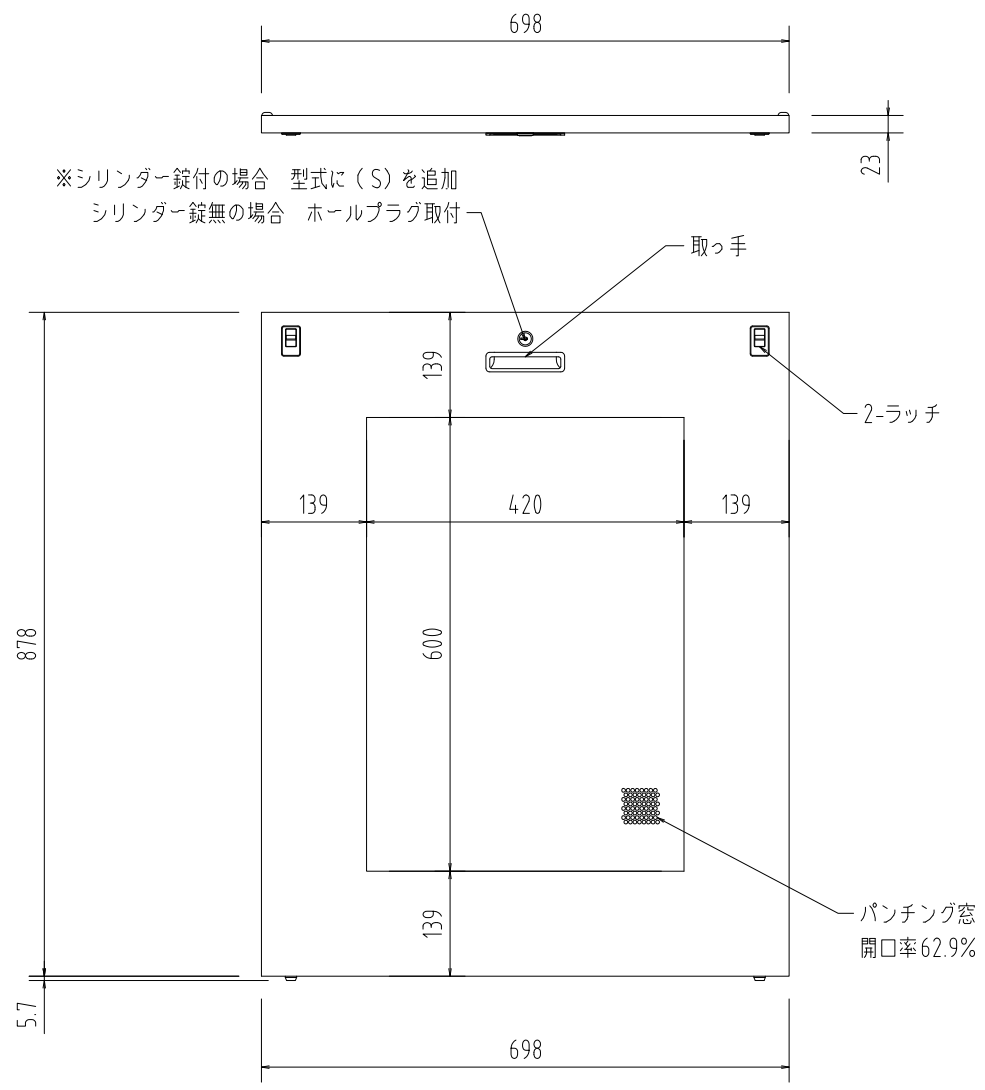 698
23
※シリンダー錠付の場合　型式に（S）を追加
シリンダー錠無の場合　ホールプラグ取付
取っ手
139
2-ラッチ
139
420
139
878
600
139
パンチング窓
開口率62.9%
5.7
698